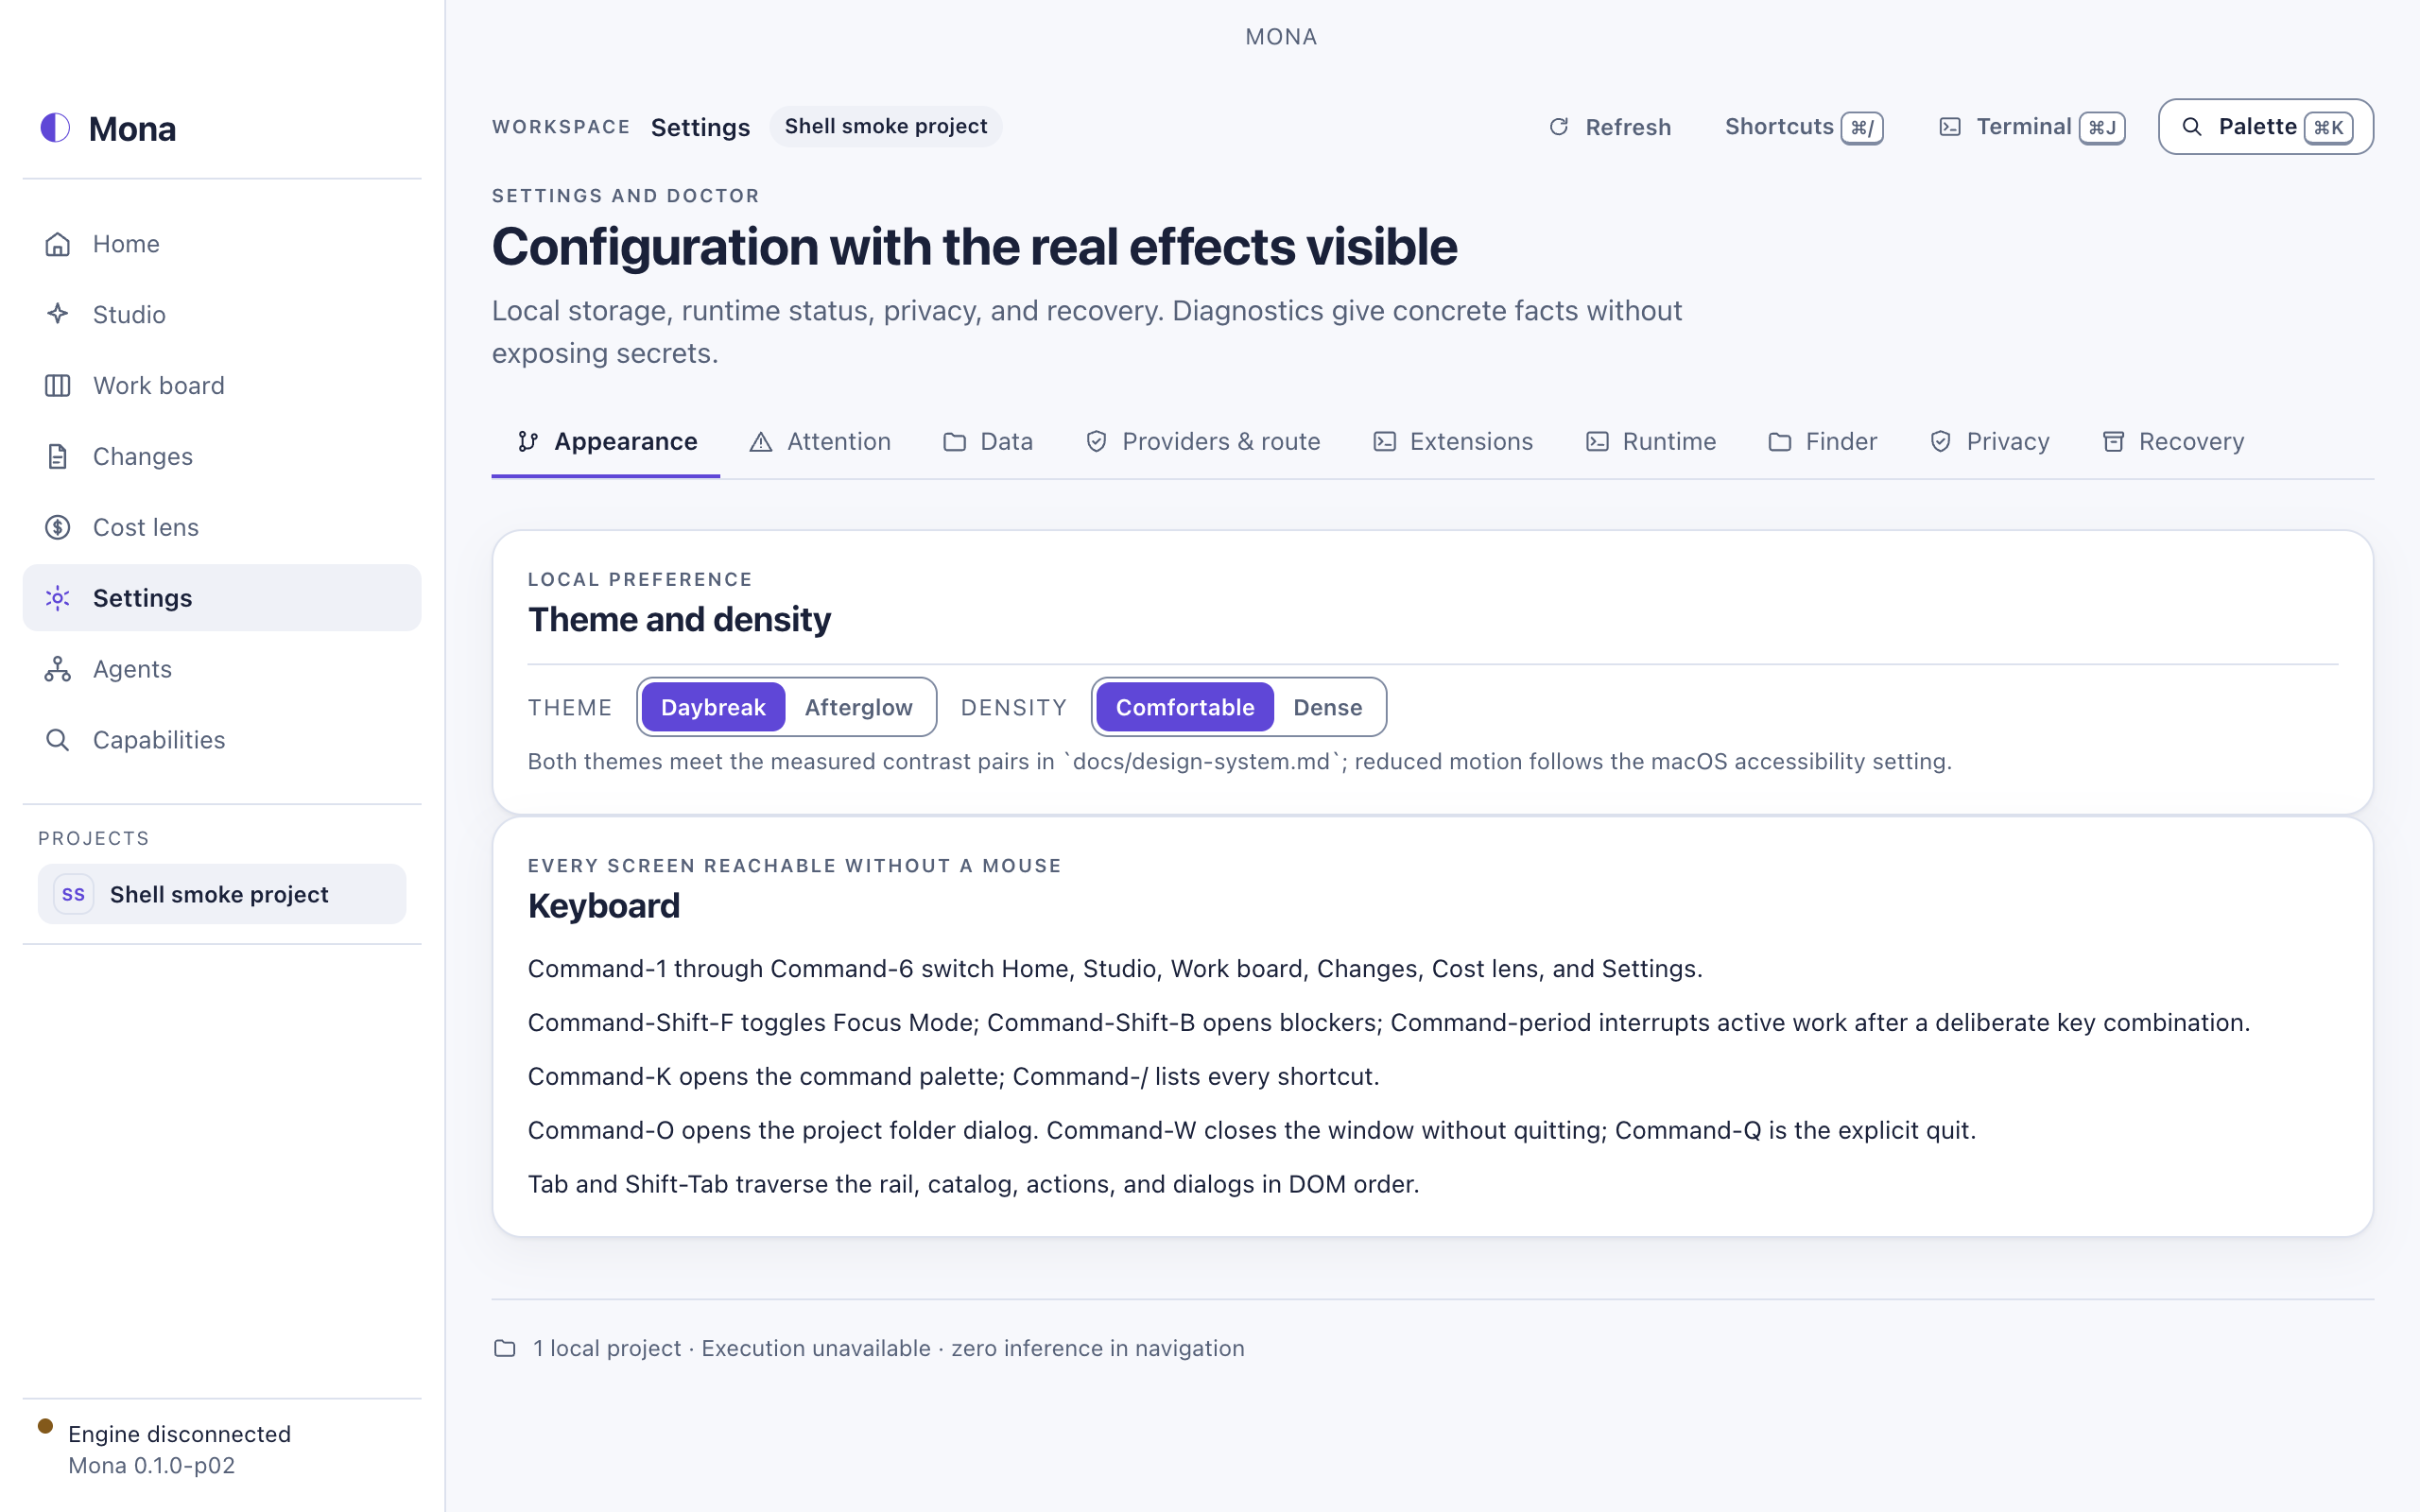 MONA
Mona
Home
Studio
Work board
Changes
Cost lens
Settings
Agents
Capabilities
PROJECTS
SS Shell smoke project
Engine disconnected
Mona 0.1.0-p02
WORKSPACE Settings Shell smoke project Refresh Shortcuts ⌘/ Terminal ⌘J Palette ⌘K
SETTINGS AND DOCTOR
Configuration with the real effects visible
Local storage, runtime status, privacy, and recovery. Diagnostics give concrete facts without
exposing secrets.
Appearance Attention Data Providers & route Extensions Runtime Finder Privacy Recovery
LOCAL PREFERENCE
Theme and density
THEME Daybreak Afterglow DENSITY Comfortable Dense
Both themes meet the measured contrast pairs in `docs/design-system.md`; reduced motion follows the macOS accessibility setting.
EVERY SCREEN REACHABLE WITHOUT A MOUSE
Keyboard
Command-1 through Command-6 switch Home, Studio, Work board, Changes, Cost lens, and Settings.
Command-Shift-F toggles Focus Mode; Command-Shift-B opens blockers; Command-period interrupts active work after a deliberate key combination.
Command-K opens the command palette; Command-/ lists every shortcut.
Command-O opens the project folder dialog. Command-W closes the window without quitting; Command-Q is the explicit quit.
Tab and Shift-Tab traverse the rail, catalog, actions, and dialogs in DOM order.
1 local project · Execution unavailable · zero inference in navigation